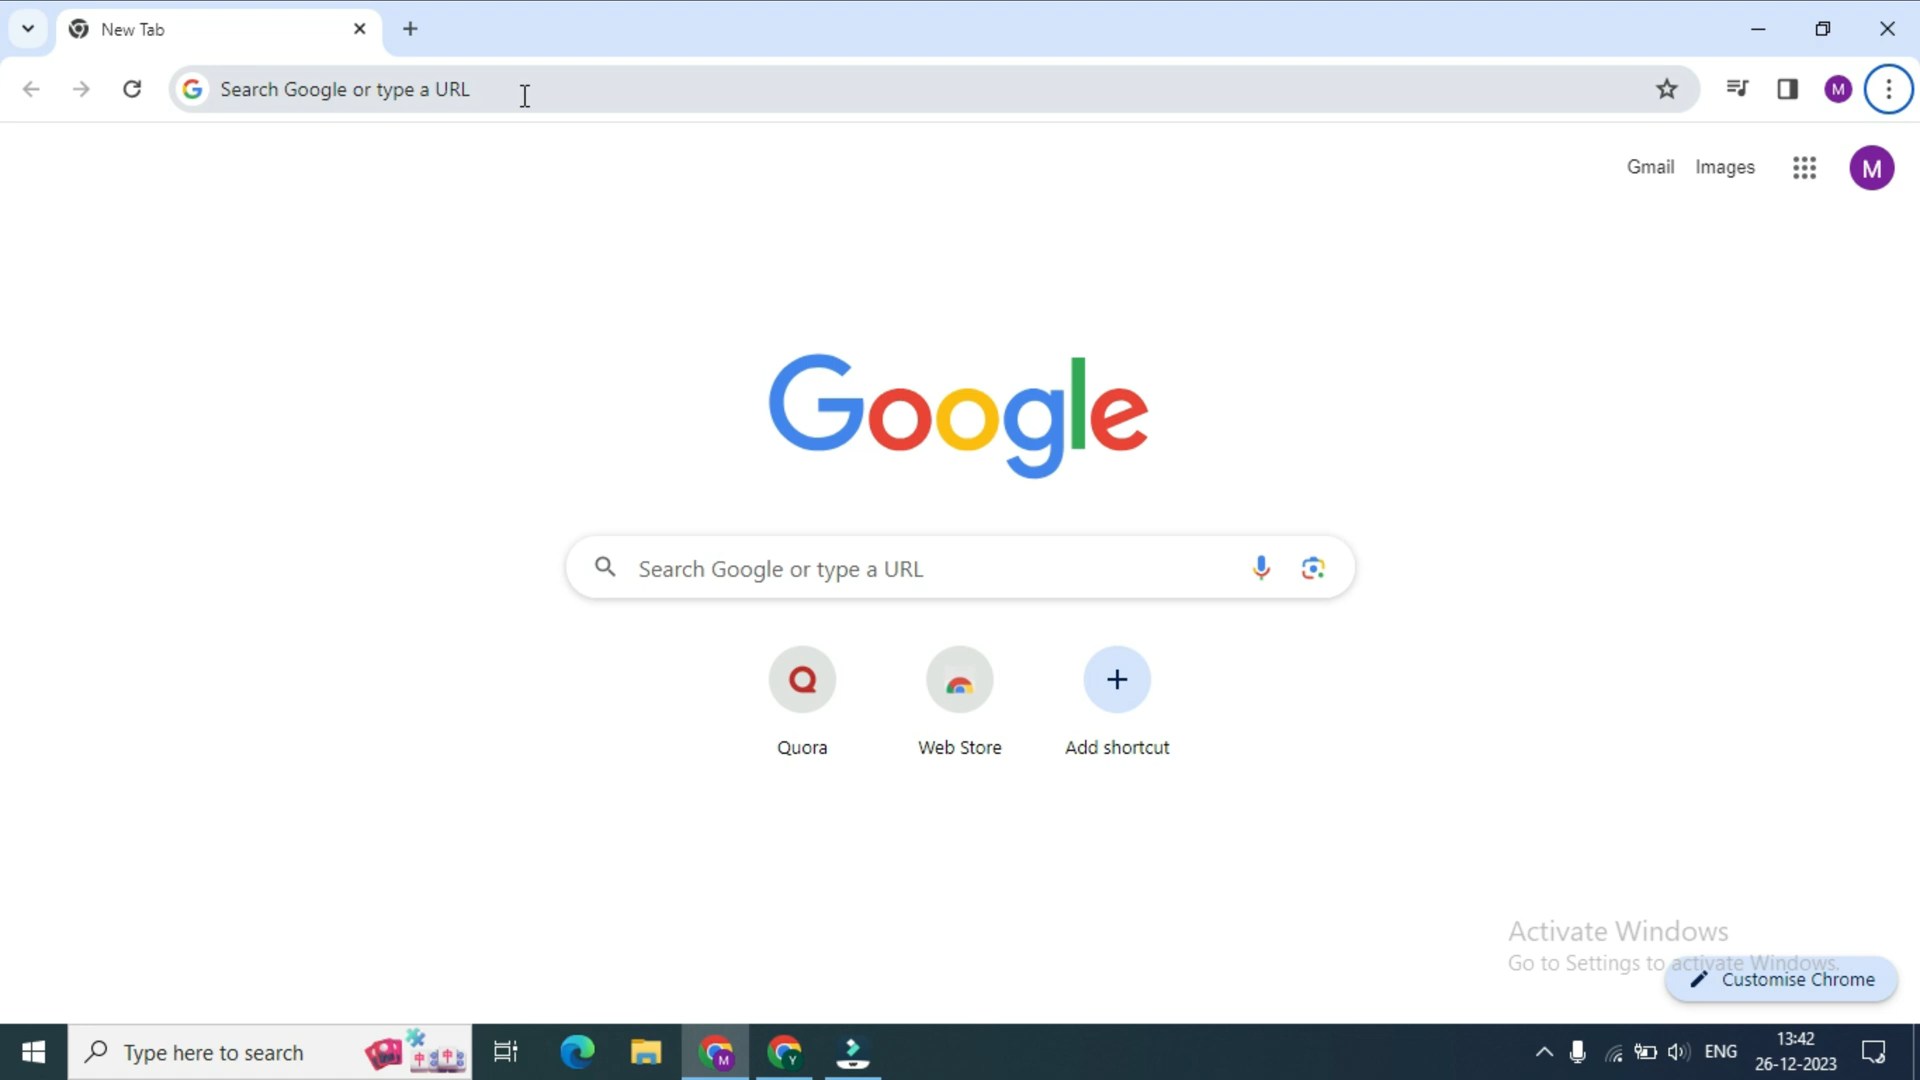 New Tab
Search Google or type a URL
M
Gmail Images
M
Google
Search Google or type a URL
Quora
Web Store
Add shortcut
Activate Windows
Go to Settings to activate Windows.
Customise Chrome
Type here to search
M
Y
ENG
13:42
26-12-2023